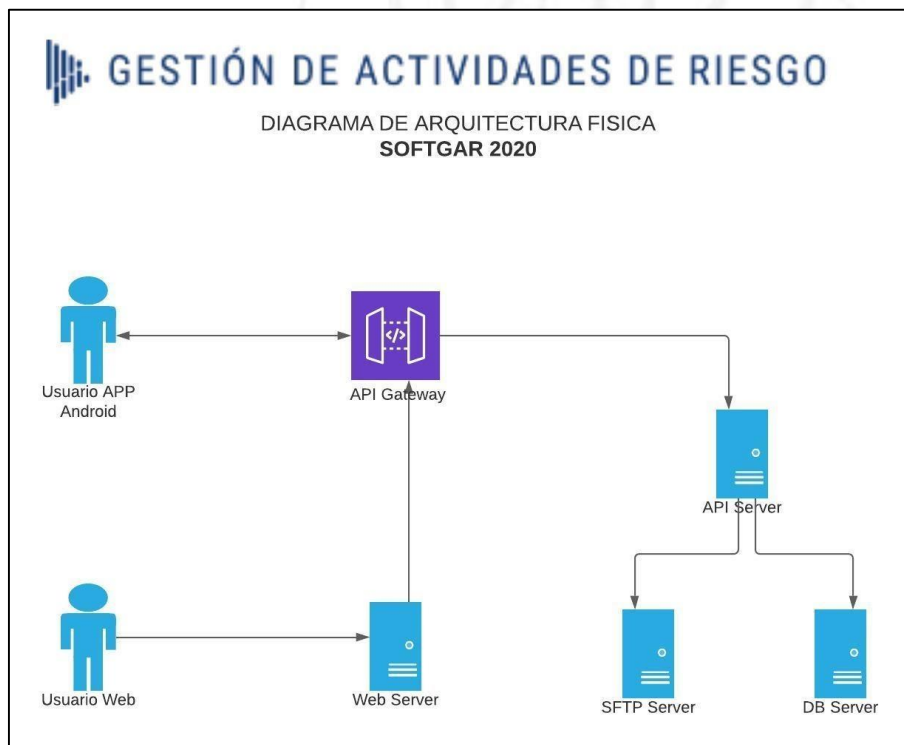 GESTIÓN DE ACTIVIDADES DE RIESGO
DIAGRAMA DE ARQUITECTURA FISICA
SOFTGAR 2020
Usuario APP
Android
API Gateway
API Server
Usuario Web
Web Server
SFTP Server
DB Server